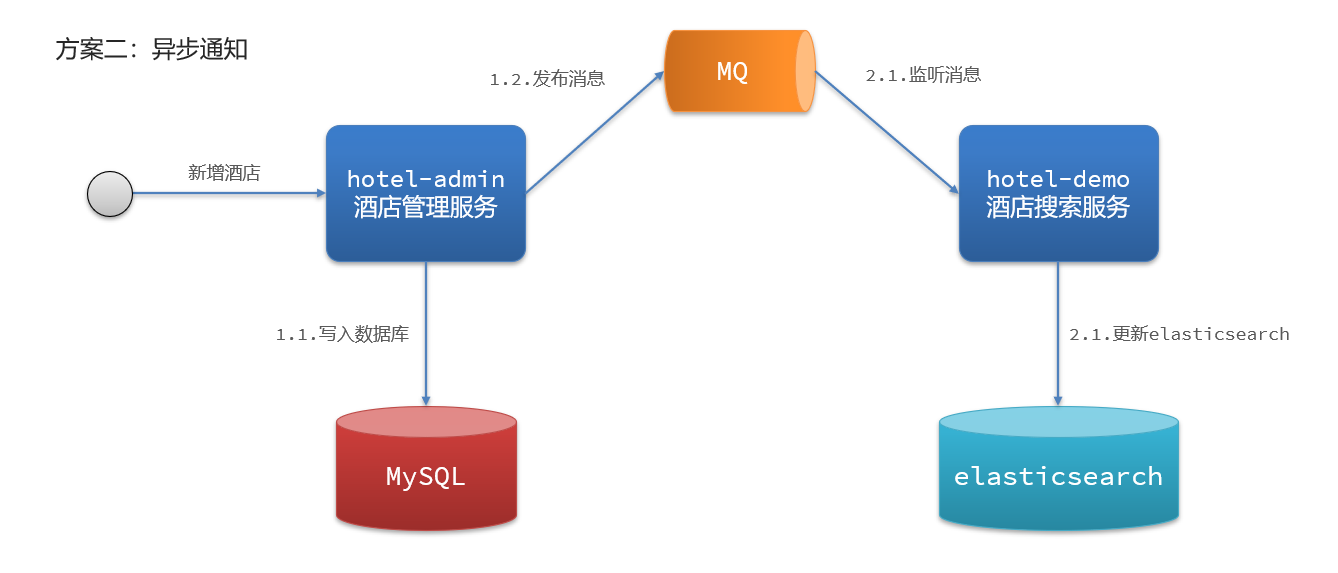 方案二：异步通知
1.2.发布消息
MQ
2.1.监听消息
新增酒店
hotel-admin
酒店管理服务
hotel-demo
酒店搜索服务
1.1.写入数据库
2.1.更新elasticsearch
MySQL
elasticsearch